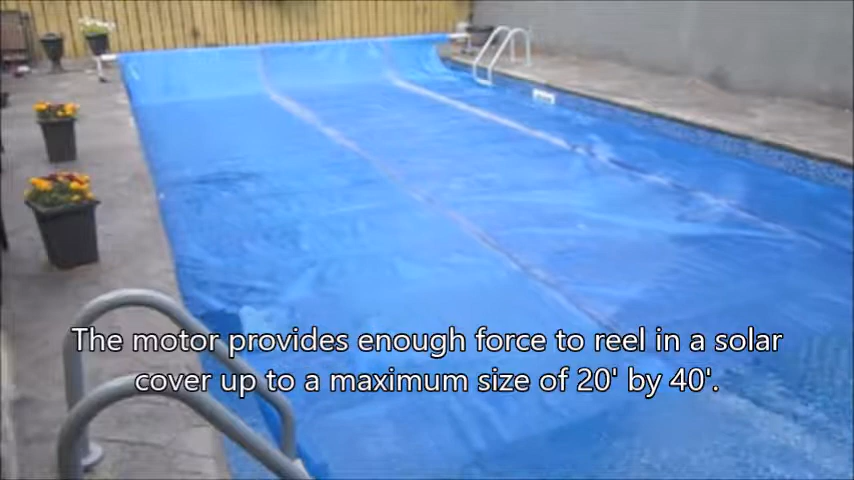 The motor provides enough force to reel in a solar
cover up to a maximum size of 20' by 40'.